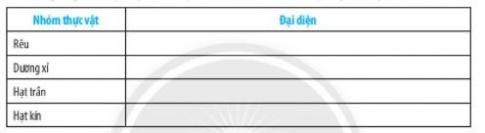 Nhóm thực vật Đại diện
Rêu
Dương xỉ
Hạt trần
Hạt kín